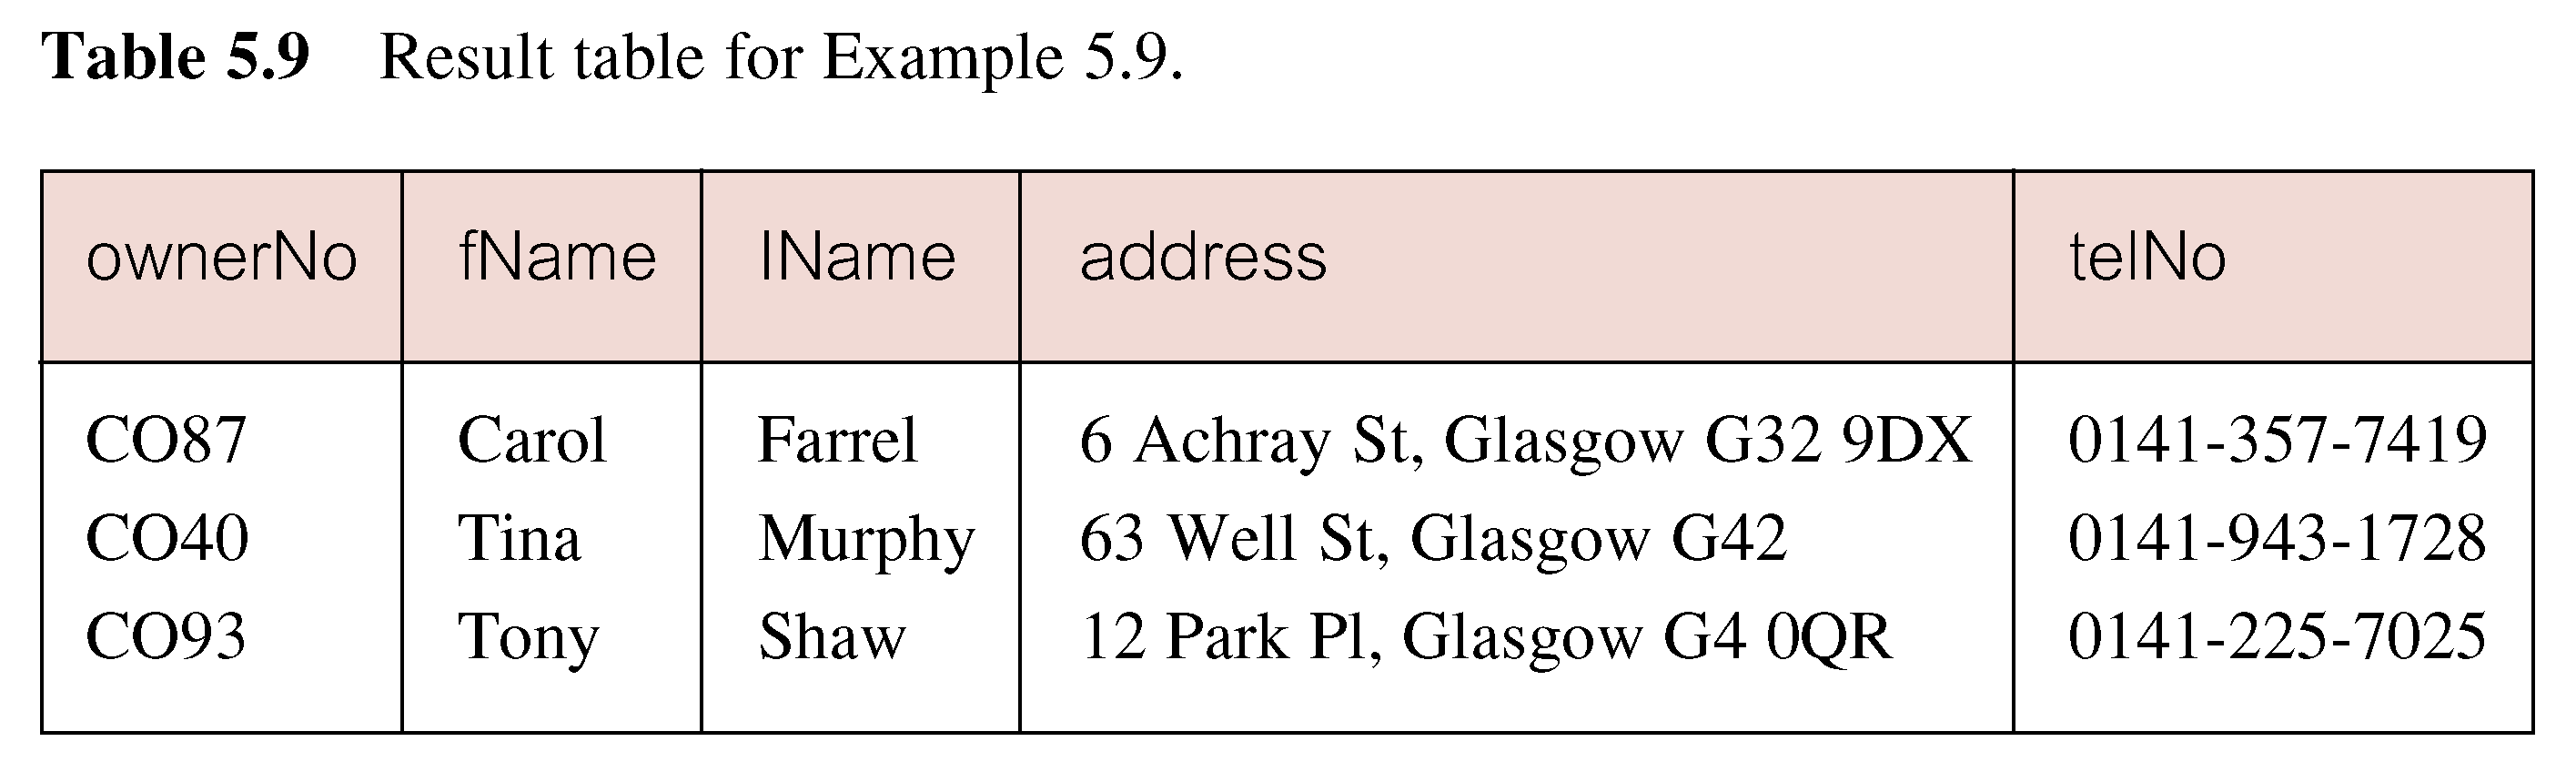 Table 5.9 Result table for Example 5.9.
ownerNo fName lName address telNo
CO87 Carol Farrel 6 Achray St, Glasgow G32 9DX 0141-357-7419
CO40 Tina Murphy 63 Well St, Glasgow G42 0141-943-1728
CO93 Tony Shaw 12 Park Pl, Glasgow G4 0QR 0141-225-7025